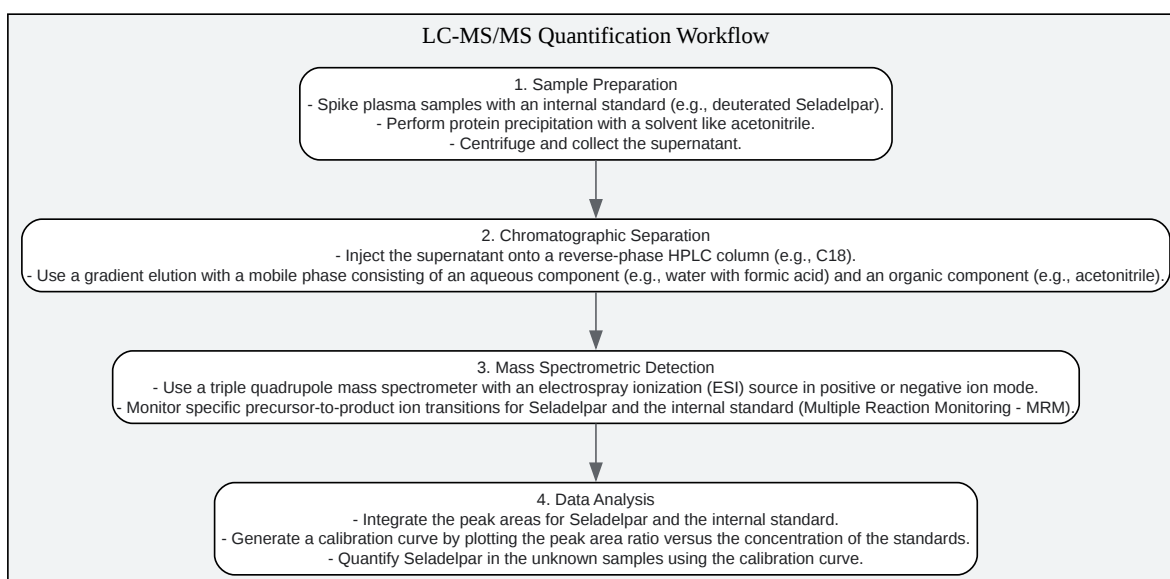 LC-MS/MS Quantification Workflow
1. Sample Preparation
- Spike plasma samples with an internal standard (e.g., deuterated Seladelpar).
- Perform protein precipitation with a solvent like acetonitrile.
- Centrifuge and collect the supernatant.
2. Chromatographic Separation
- Inject the supernatant onto a reverse-phase HPLC column (e.g., C18).
- Use a gradient elution with a mobile phase consisting of an aqueous component (e.g., water with formic acid) and an organic component (e.g., acetonitrile).
3. Mass Spectrometric Detection
- Use a triple quadrupole mass spectrometer with an electrospray ionization (ESI) source in positive or negative ion mode.
- Monitor specific precursor-to-product ion transitions for Seladelpar and the internal standard (Multiple Reaction Monitoring - MRM).
4. Data Analysis
- Integrate the peak areas for Seladelpar and the internal standard.
- Generate a calibration curve by plotting the peak area ratio versus the concentration of the standards.
- Quantify Seladelpar in the unknown samples using the calibration curve.